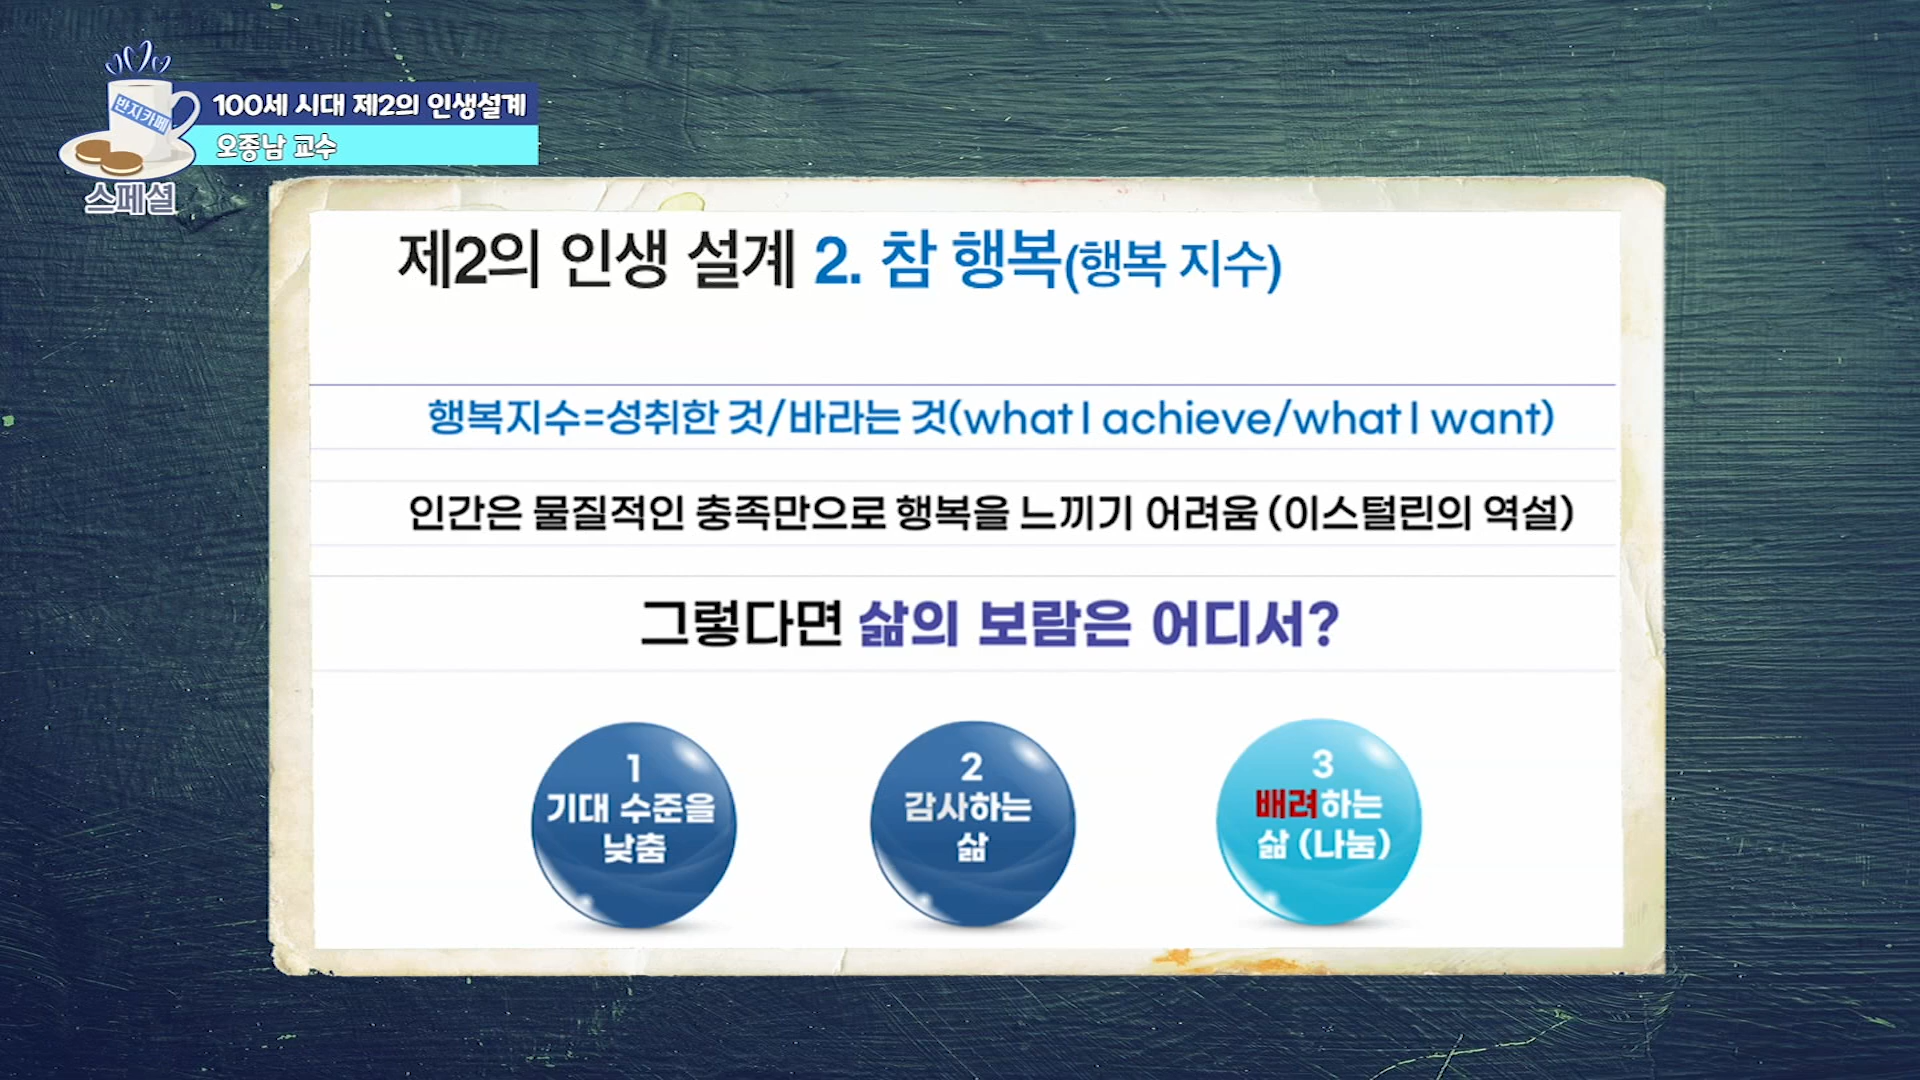 반지카페
스페셜
100세 시대 제2의 인생설계
오종남 교수
제2의 인생 설계 2. 참 행복(행복 지수)
행복지수=성취한 것/바라는 것(what I achieve/what I want)
인간은 물질적인 충족만으로 행복을 느끼기 어려움 (이스털린의 역설)
그렇다면 삶의 보람은 어디서?
1
기대 수준을
낮춤
2
감사하는
삶
3
배려하는
삶 (나눔)